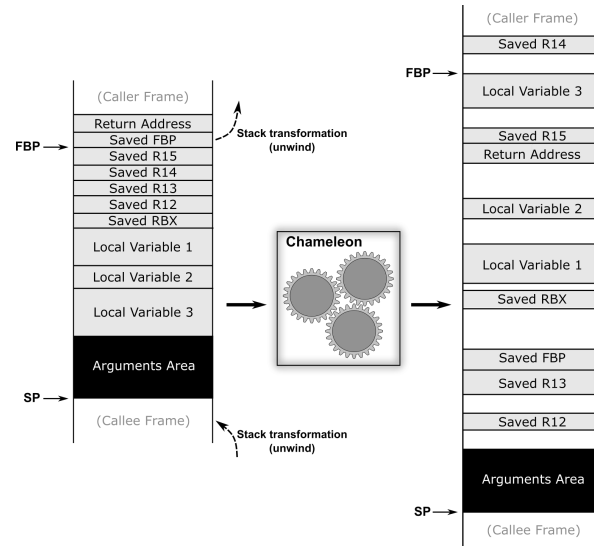 (Caller Frame)
Return Address
FBP
Saved FBP
Saved R15
Saved R14
Saved R13
Saved R12
Saved RBX
Local Variable 1
Local Variable 2
Local Variable 3
Arguments Area
SP
(Callee Frame)
Stack transformation
(unwind)
Chameleon
Stack transformation
(unwind)
(Caller Frame)
Saved R14
FBP
Local Variable 3
Saved R15
Return Address
Local Variable 2
Local Variable 1
Saved RBX
Saved FBP
Saved R13
Saved R12
Arguments Area
SP
(Callee Frame)